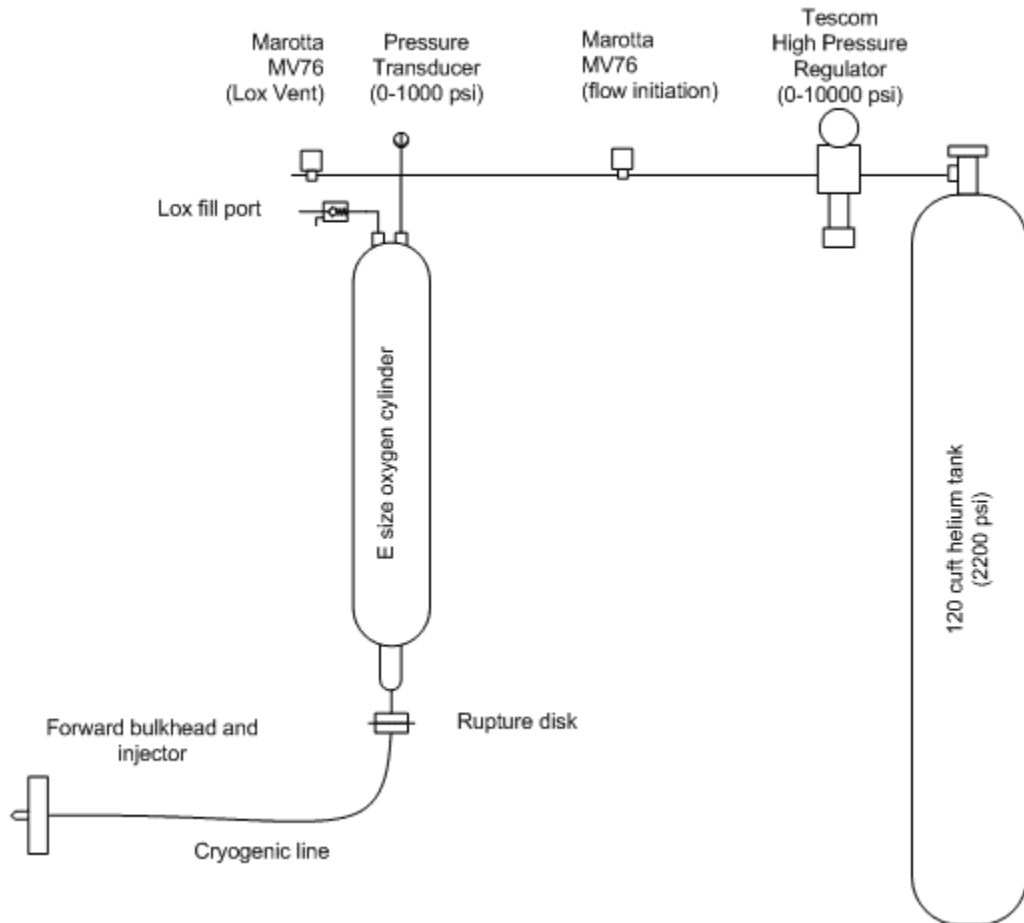 Marotta
MV76
(Lox Vent)
Pressure
Transducer
(0-1000 psi)
Marotta
MV76
(flow initiation)
Tescom
High Pressure
Regulator
(0-10000 psi)
Lox fill port
E size oxygen cylinder
120 cuft helium tank
(2200 psi)
Rupture disk
Forward bulkhead and
injector
Cryogenic line